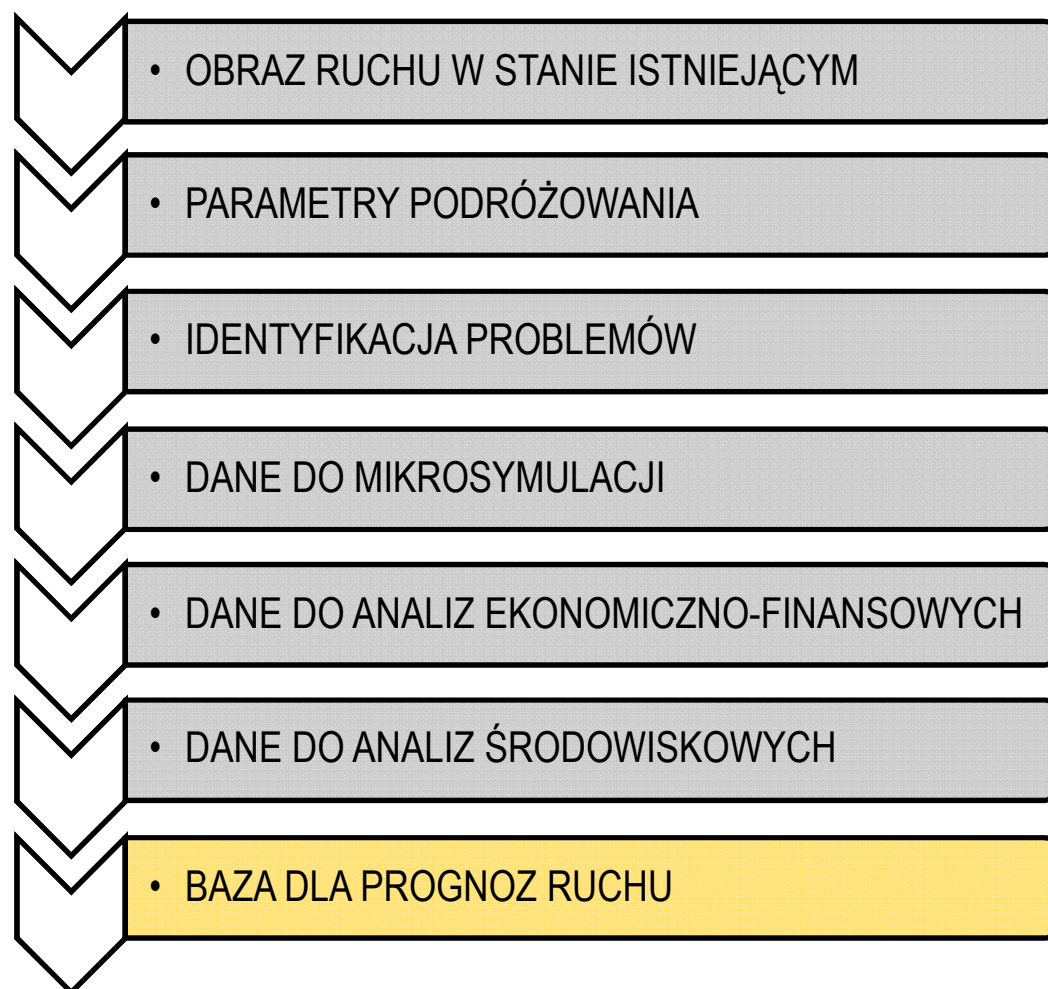 • OBRAZ RUCHU W STANIE ISTNIEJĄCYM
• PARAMETRY PODRÓŻOWANIA
• IDENTYFIKACJA PROBLEMÓW
• DANE DO MIKROSYMULACJI
• DANE DO ANALIZ EKONOMICZNO-FINANSOWYCH
• DANE DO ANALIZ ŚRODOWISKOWYCH
• BAZA DLA PROGNOZ RUCHU